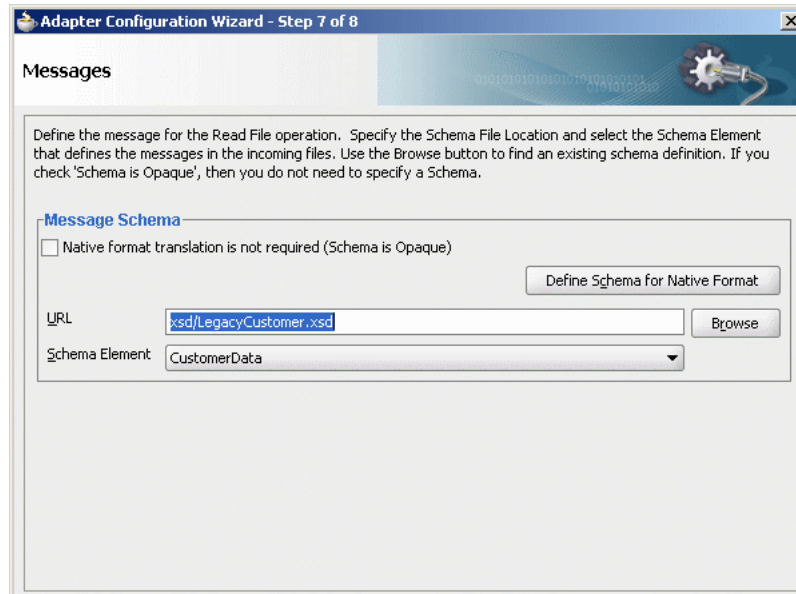 Adapter Configuration Wizard - Step 7 of 8
Messages
Define the message for the Read File operation.  Specify the Schema File Location and select the Schema Element
that defines the messages in the incoming files. Use the Browse button to find an existing schema definition. If you
check 'Schema is Opaque', then you do not need to specify a Schema.
Message Schema
Native format translation is not required (Schema is Opaque)
Define Schema for Native Format
URL xsd/LegacyCustomer.xsd Browse
Schema Element CustomerData